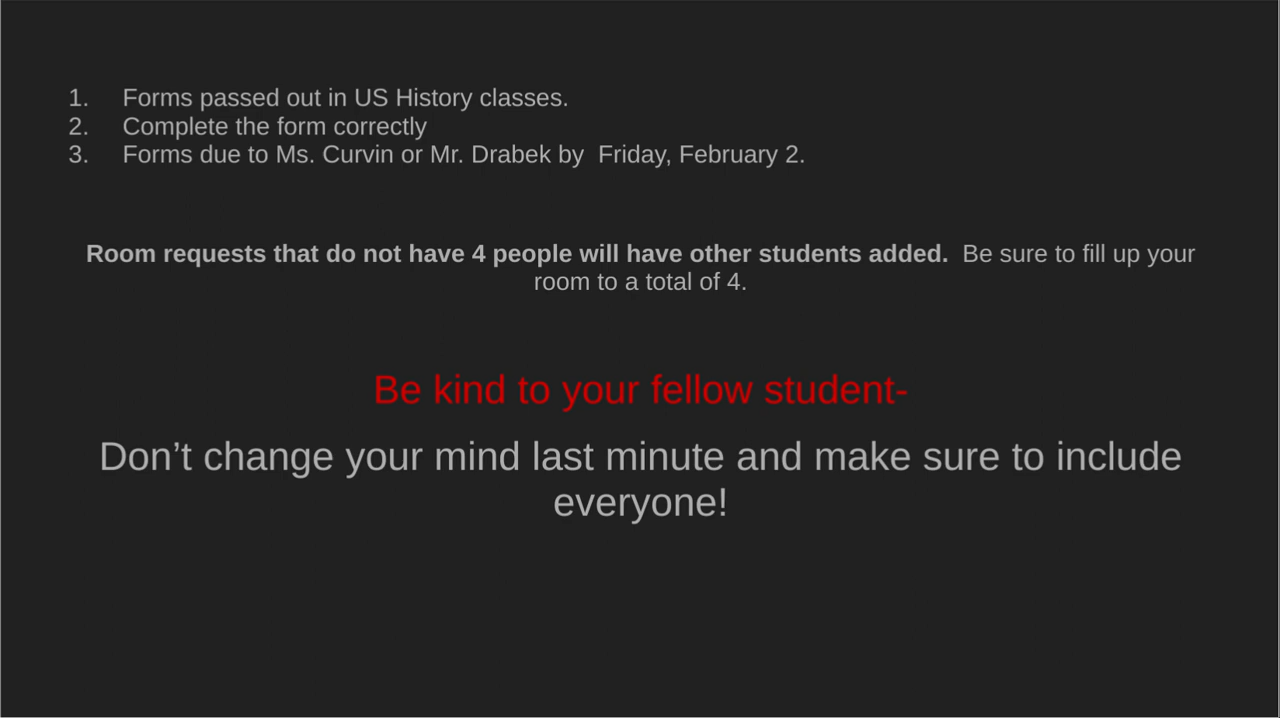 1. Forms passed out in US History classes.
2. Complete the form correctly
3. Forms due to Ms. Curvin or Mr. Drabek by  Friday, February 2.
Room requests that do not have 4 people will have other students added.  Be sure to fill up your
room to a total of 4.
Be kind to your fellow student-
Don’t change your mind last minute and make sure to include
everyone!